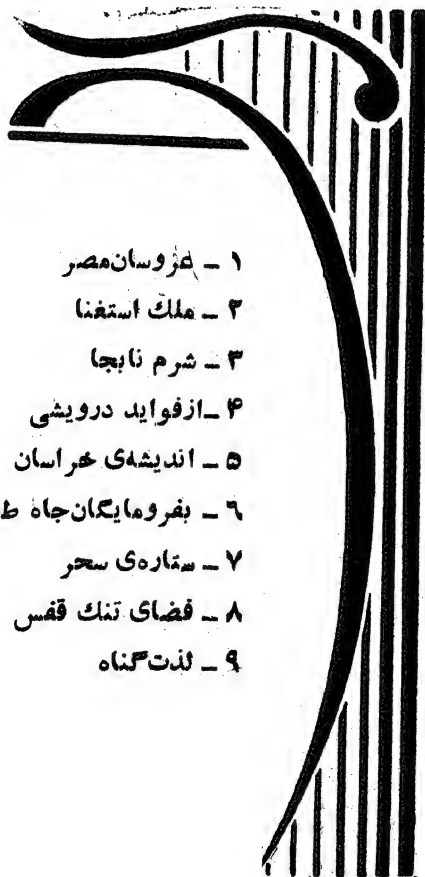 ۱ ـ عروسان‌مصر
۲ ـ ملك استغنا
۳ ـ شرم نابجا
۴ ـ ازفوايد درویشی
۵ ـ اندیشه‌ی خراسان
۶ ـ بفرومایگان‌جاه ط
۷ ـ ستاره‌ی سحر
۸ ـ فضای تنك قفس
۹ ـ لذت‌گناه